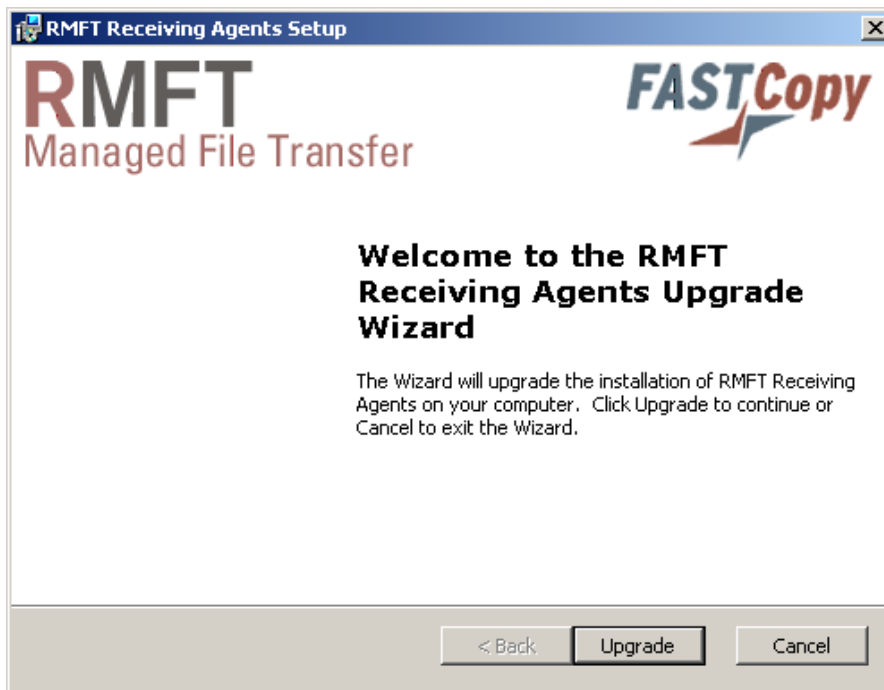 RMFT Receiving Agents Setup
RMFT
Managed File Transfer
FASTCopy
Welcome to the RMFT
Receiving Agents Upgrade
Wizard
The Wizard will upgrade the installation of RMFT Receiving
Agents on your computer.  Click Upgrade to continue or
Cancel to exit the Wizard.
< Back
Upgrade
Cancel